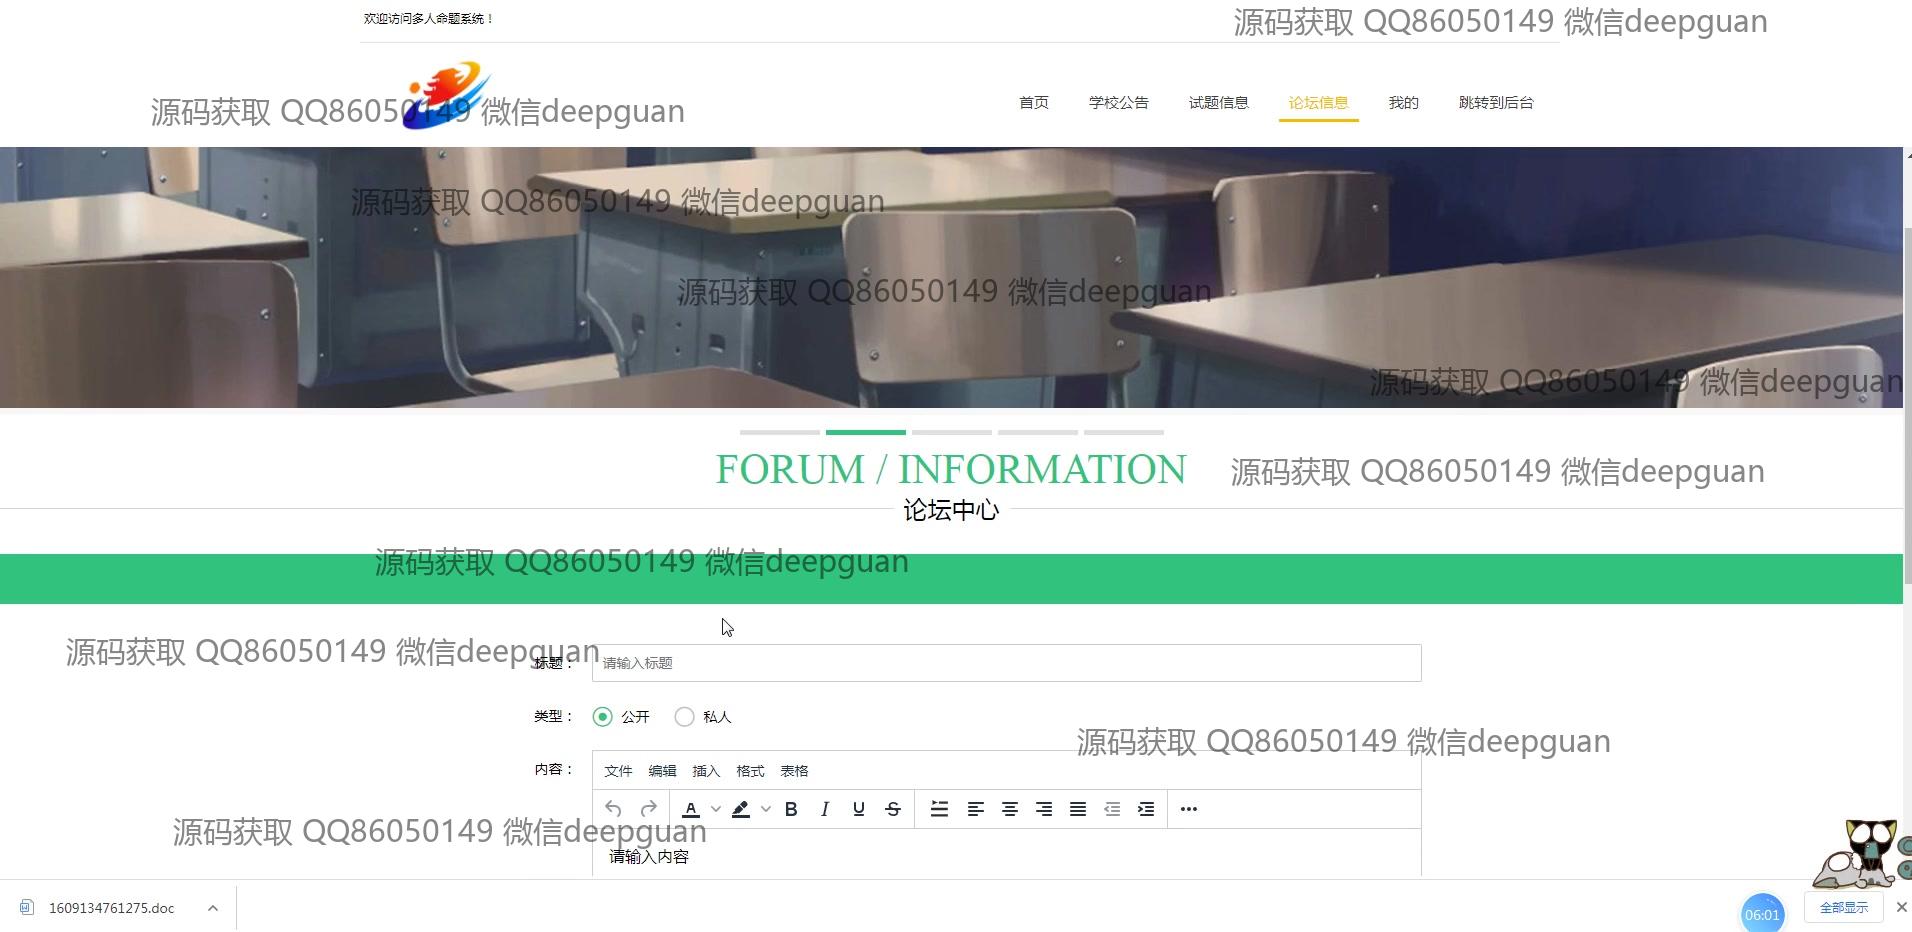 欢迎访问多人命题系统！
源码获取 QQ86050149 微信deepguan
源码获取 QQ86050149 微信deepguan
首页 学校公告 试题信息 论坛信息 我的 跳转到后台
源码获取 QQ86050149 微信deepguan
源码获取 QQ86050149 微信deepguan
源码获取 QQ86050149 微信deepguan
FORUM / INFORMATION
源码获取 QQ86050149 微信deepguan
论坛中心
源码获取 QQ86050149 微信deepguan
源码获取 QQ86050149 微信deepguan
标题： 请输入标题
类型： 公开 私人
源码获取 QQ86050149 微信deepguan
内容： 文件 编辑 插入 格式 表格
A B I U S
源码获取 QQ86050149 微信deepguan
请输入内容
1609134761275.doc
06:01
全部显示